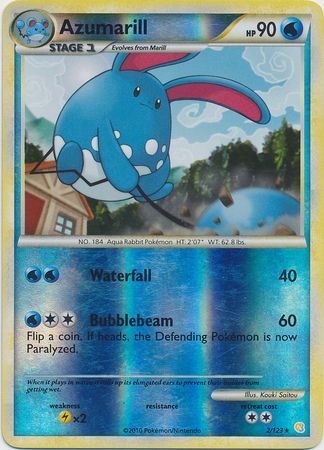 Azumarill
HP 90
STAGE 1
Evolves from Marill
NO. 184 Aqua Rabbit Pokémon HT: 2'07" WT: 62.8 lbs.
Waterfall 40
Bubblebeam 60
Flip a coin. If heads, the Defending Pokémon is now
Paralyzed.
When it plays in water, it rolls up its elongated ears to prevent their insides from
getting wet.
Illus. Kouki Saitou
weakness resistance retreat cost
×2
©2010 Pokémon/Nintendo 2/123 ★